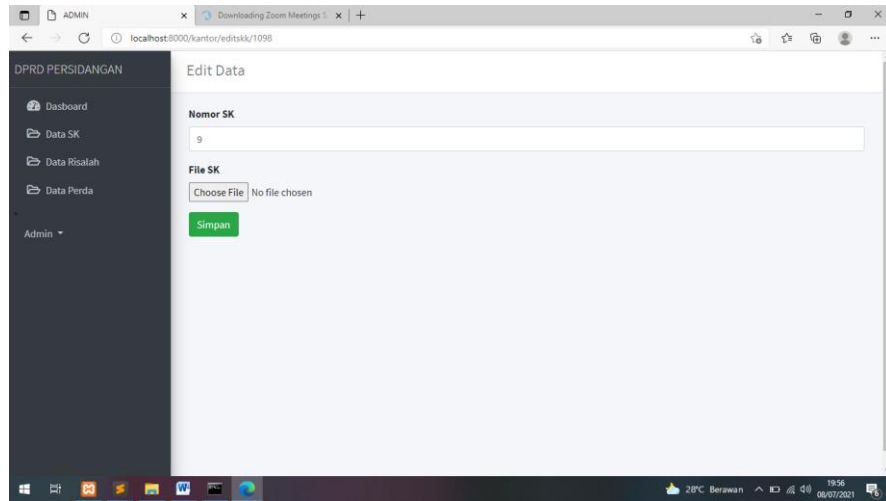 ADMIN
Downloading Zoom Meetings
localhost:8000/kantor/editskk/1098
DPRD PERSIDANGAN
Edit Data
Dasboard
Data SK
Data Risalah
Data Perda
Admin
Nomor SK
9
File SK
Choose File No file chosen
Simpan
28°C Berawan
19:56
08/07/2021